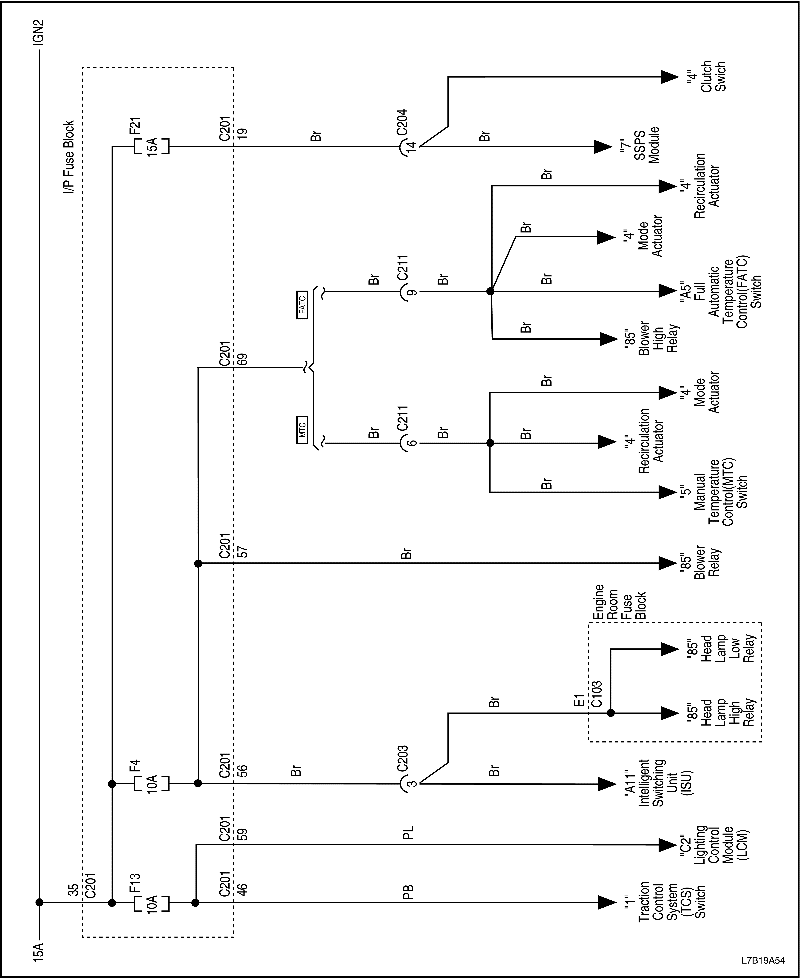 15A
IGN2
I/P Fuse Block
35
C201
F13
10A
F4
10A
F21
15A
C201
46
C201
59
C201
56
C201
57
C201
69
C201
19
PB
PL
Br
Br
Br
MTC
FATC
Br
Br
C203
3
C211
6
C211
9
C204
14
Br
Br
Br
Br
Br
Br
Br
Br
Br
Br
Br
Br
Br
Br
E1
C103
Engine
Room
Fuse
Block
"1"
Traction
Control
System
(TCS)
Switch
"C2"
Lighting
Control
Module
(LCM)
"A11"
Intelligent
Switching
Unit
(ISU)
"85"
Head
Lamp
High
Relay
"85"
Head
Lamp
Low
Relay
"85"
Blower
Relay
"5"
Manual
Temperature
Control(MTC)
Switch
"4"
Recirculation
Actuator
"4"
Mode
Actuator
"85"
Blower
High
Relay
"A5"
Full
Automatic
Temperature
Control(FATC)
Switch
"4"
Mode
Actuator
"4"
Recirculation
Actuator
"7"
SSPS
Module
"4"
Clutch
Swich
L7B19A54